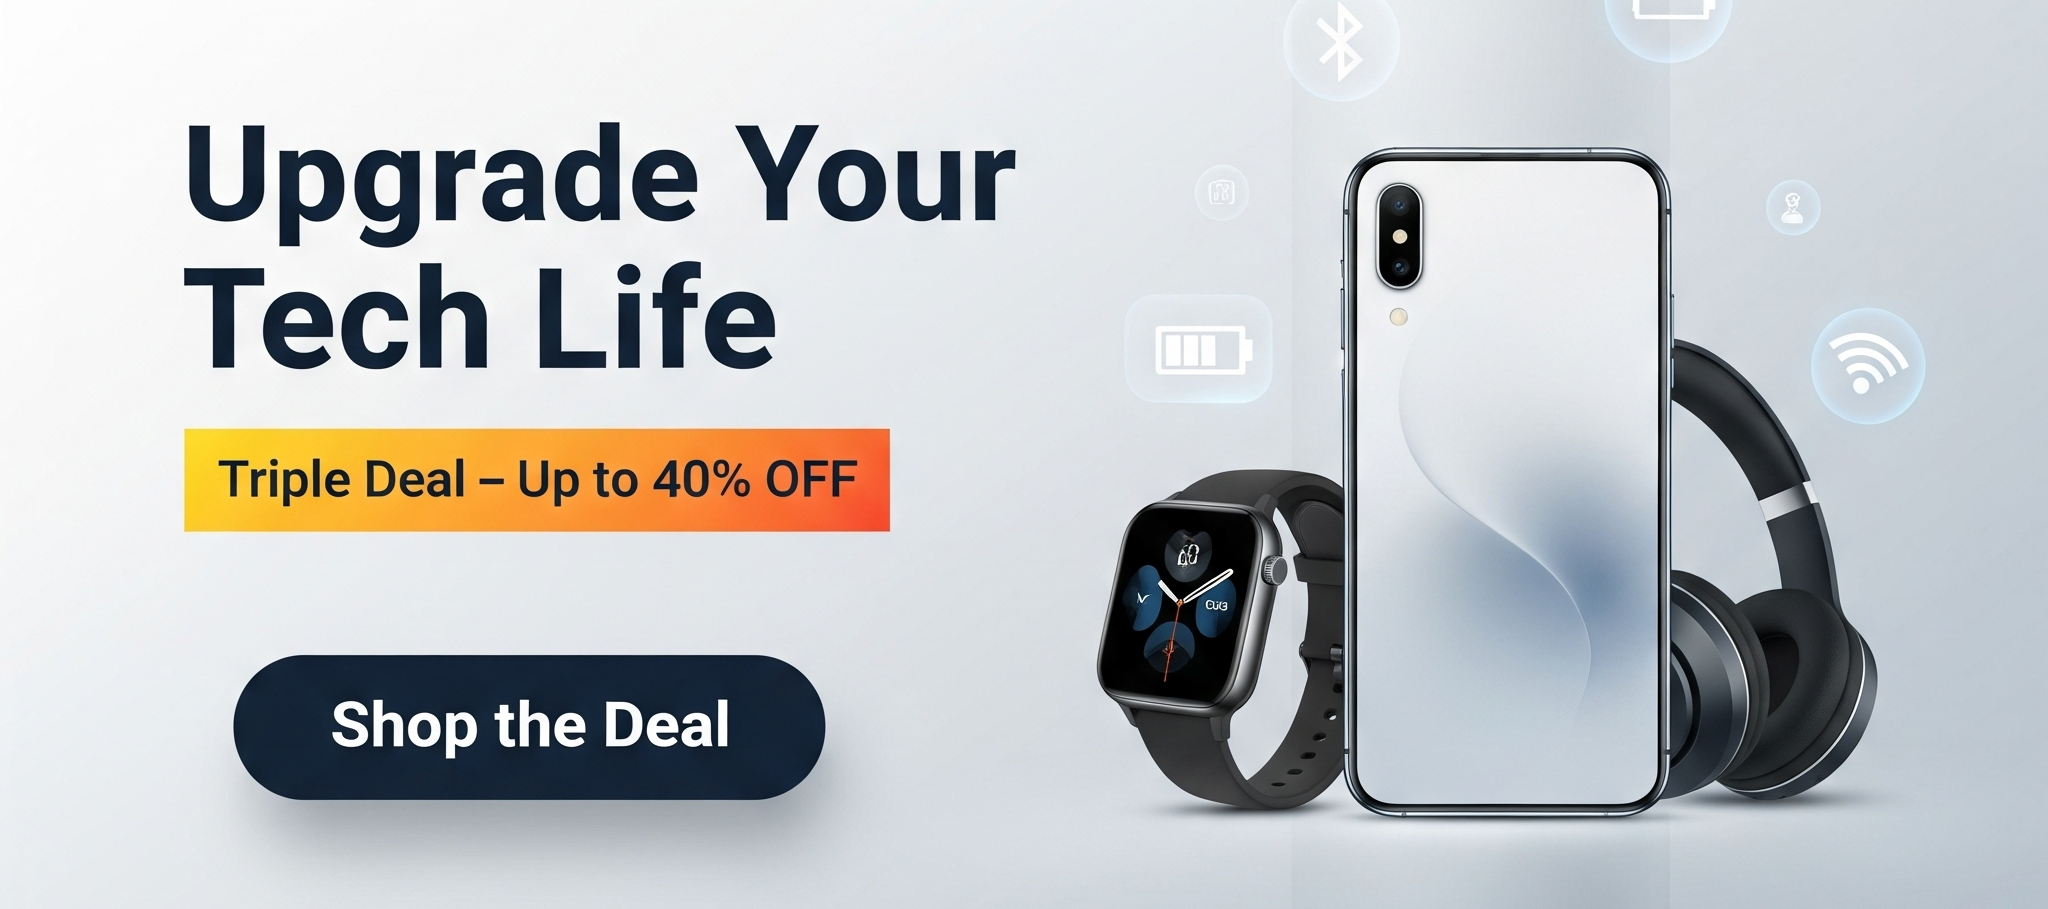 Upgrade Your
Tech Life
Triple Deal – Up to 40% OFF
Shop the Deal